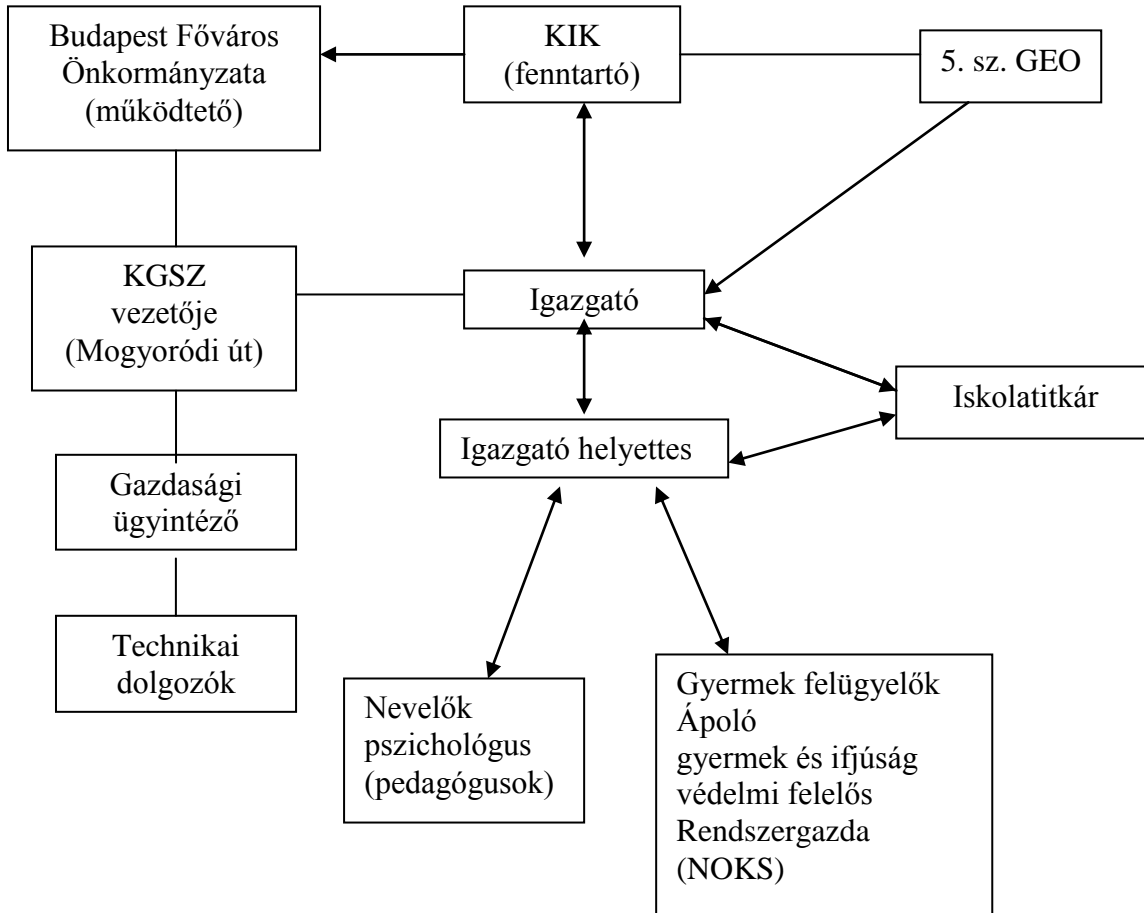 Budapest Főváros
Önkormányzata
(működtető)
KIK
(fenntartó)
5. sz. GEO
KGSZ
vezetője
(Mogyoródi út)
Igazgató
Iskolatitkár
Igazgató helyettes
Gazdasági
ügyintéző
Technikai
dolgozók
Nevelők
pszichológus
(pedagógusok)
Gyermek felügyelők
Ápoló
gyermek és ifjúság
védelmi felelős
Rendszergazda
(NOKS)